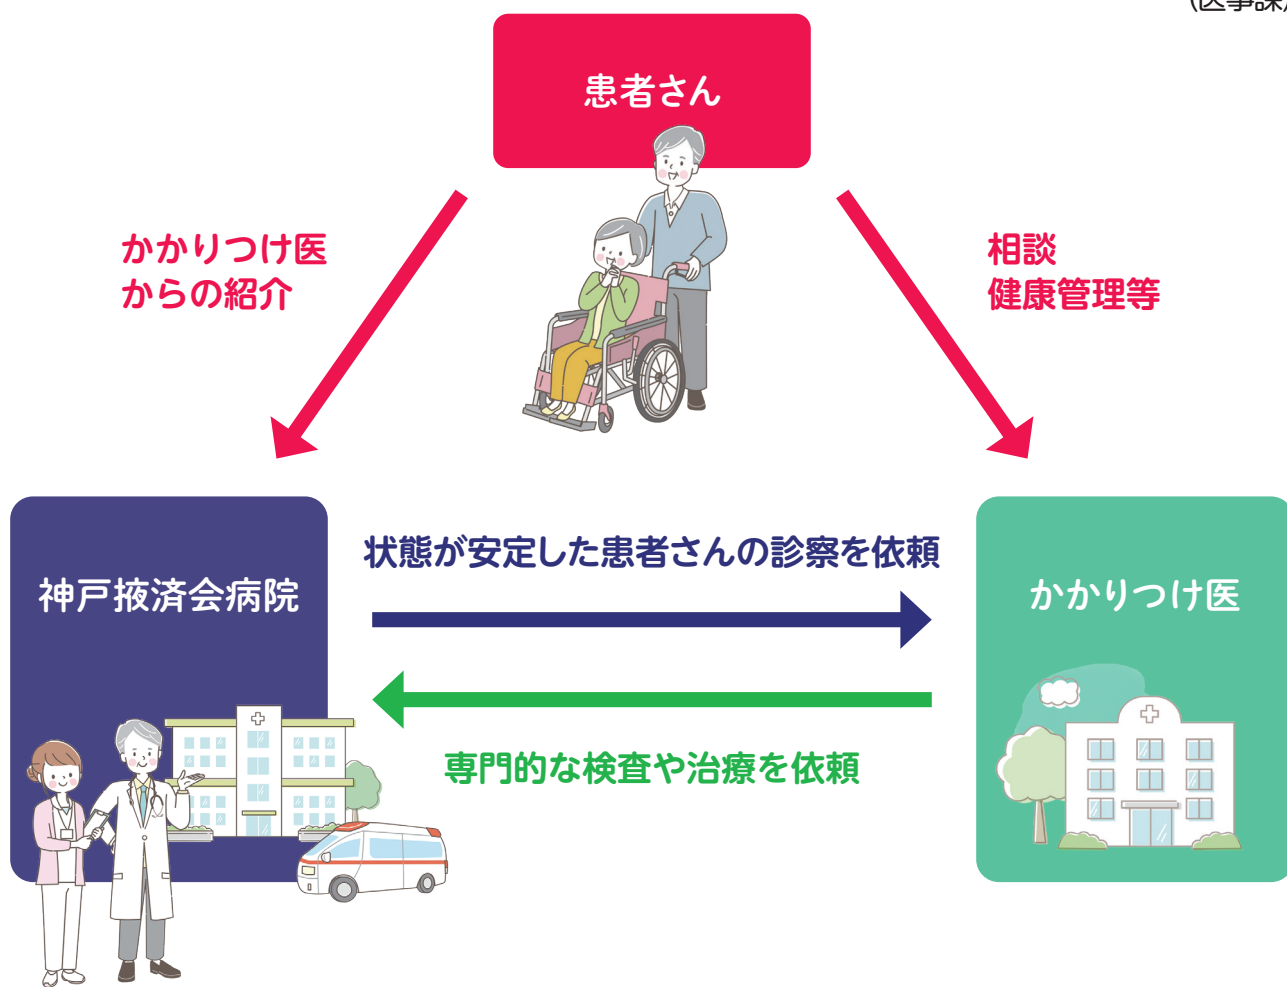 (医事課)
患者さん
かかりつけ医
からの紹介
相談
健康管理等
神戸掖済会病院
状態が安定した患者さんの診察を依頼
かかりつけ医
専門的な検査や治療を依頼